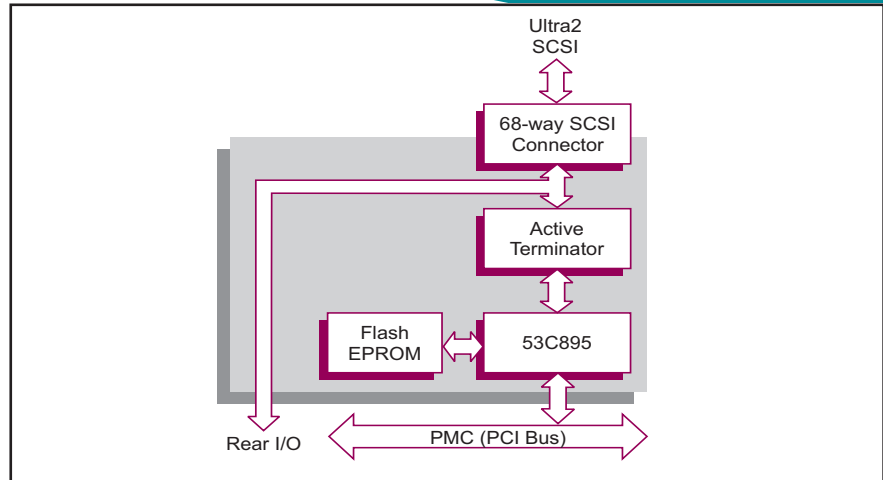 Ultra2
SCSI
68-way SCSI
Connector
Active
Terminator
Flash
EPROM
53C895
Rear I/O
PMC (PCI Bus)